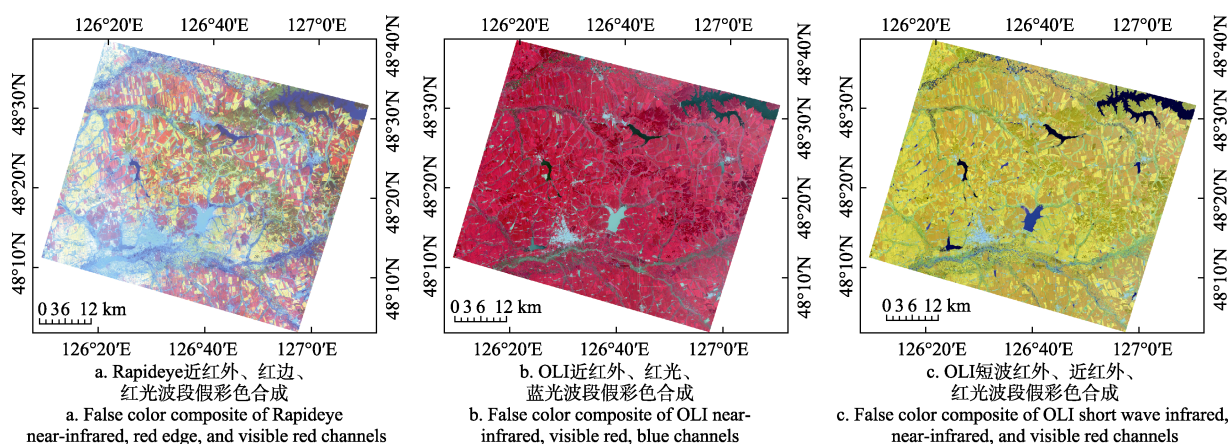 126°20'E 126°40'E 127°0'E
48°40'N
48°30'N
48°20'N
48°10'N
48°30'N
48°20'N
48°10'N
0 3 6 12 km
126°20'E 126°40'E 127°0'E
a. Rapideye近红外、红边、
红光波段假彩色合成
a. False color composite of Rapideye
near-infrared, red edge, and visible red channels
126°20'E 126°40'E 127°0'E
48°40'N
48°30'N
48°20'N
48°10'N
48°30'N
48°20'N
48°10'N
0 3 6 12 km
126°20'E 126°40'E 127°0'E
b. OLI近红外、红光、
蓝光波段假彩色合成
b. False color composite of OLI near-
infrared, visible red, blue channels
126°20'E 126°40'E 127°0'E
48°40'N
48°30'N
48°20'N
48°10'N
48°30'N
48°20'N
48°10'N
0 3 6 12 km
126°20'E 126°40'E 127°0'E
c. OLI短波红外、近红外、
红光波段假彩色合成
c. False color composite of OLI short wave infrared,
near-infrared, and visible red channels